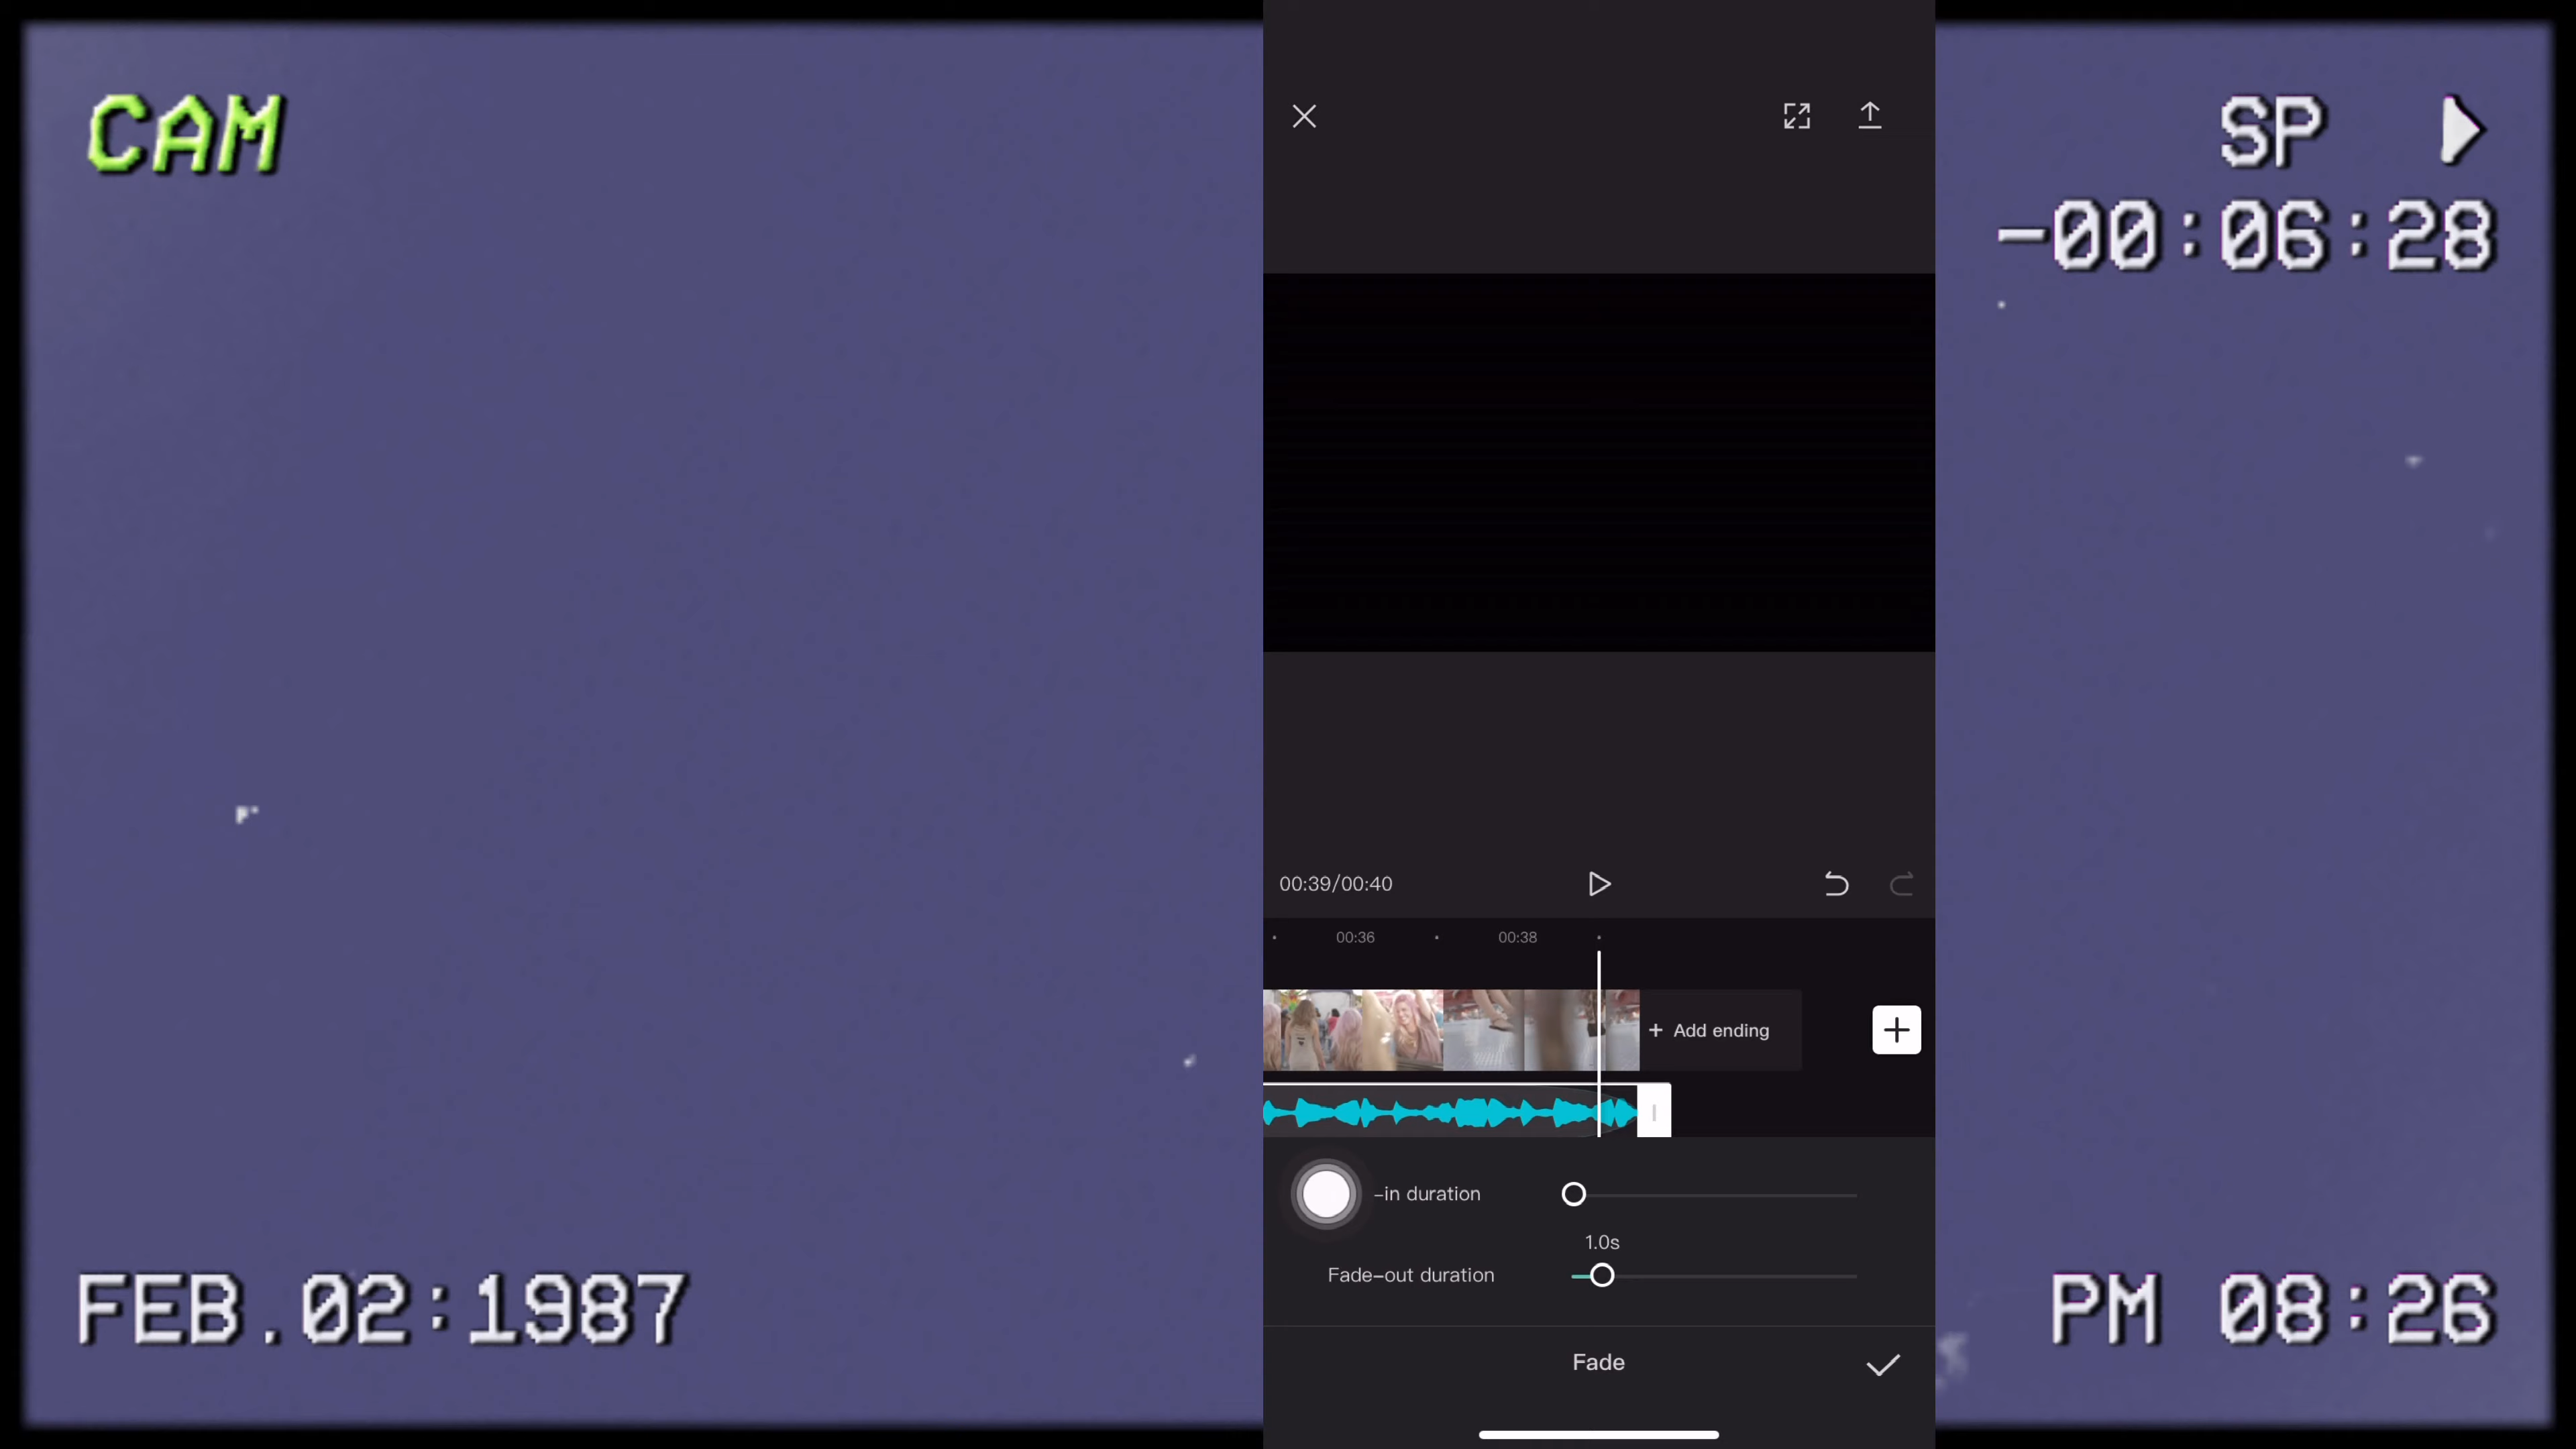 CAM
SP
-00:06:28
00:39/00:40
00:36
00:38
+ Add ending
-in duration
1.0s
Fade-out duration
Fade
FEB.02:1987
PM 08:26